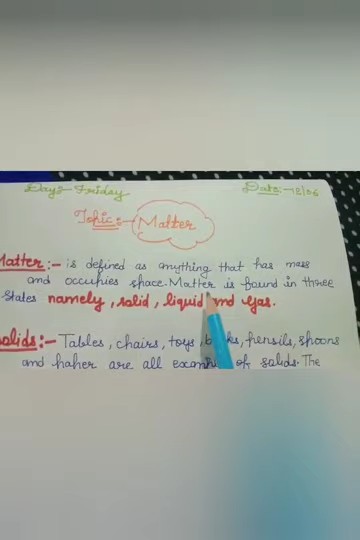 Day:- Friday
Date:- 12/06
Topic:- Matter
Matter:- is defined as anything that has mass
and occupies space. Matter is found in three
states namely, solid, liquid and Gas.
Solids:- Tables, chairs, toys, books, pensils, spoons
and paper are all of solids. The